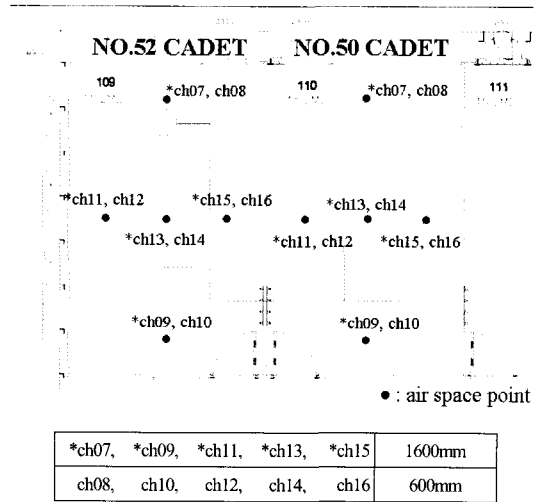 NO.52 CADET NO.50 CADET
109 *ch07, ch08 110 *ch07, ch08 111
*ch11, ch12 *ch15, ch16 *ch13, ch14
*ch13, ch14 *ch11, ch12 *ch15, ch16
*ch09, ch10 *ch09, ch10
● : air space point
*ch07, *ch09, *ch11, *ch13, *ch15 1600mm
ch08, ch10, ch12, ch14, ch16 600mm